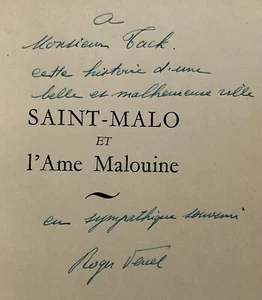 A
Monsieur Tack.
cette histoire d'une
belle et malheureuse ville
SAINT-MALO
ET
l'Ame Malouine
en sympathique souvenir
Roger Vercel